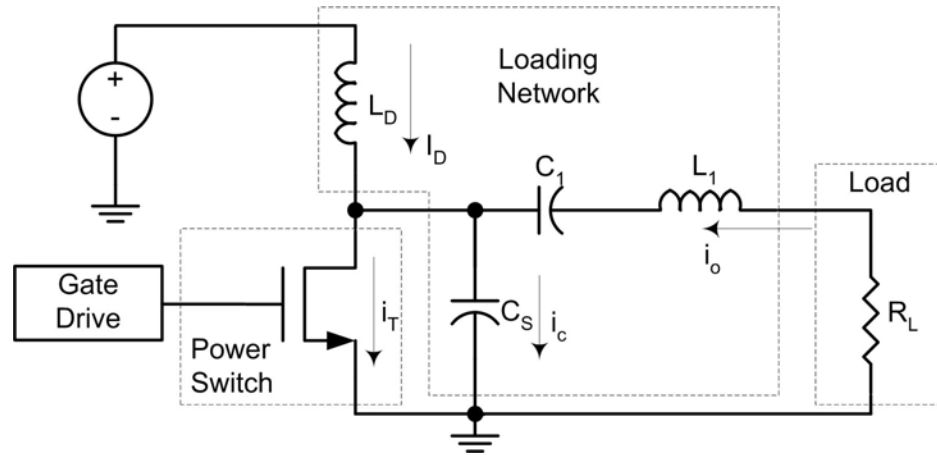 Loading
Network
+
-
L_D
I_D
C_1
L_1
Load
i_o
Gate
Drive
i_T
C_S
i_c
R_L
Power
Switch